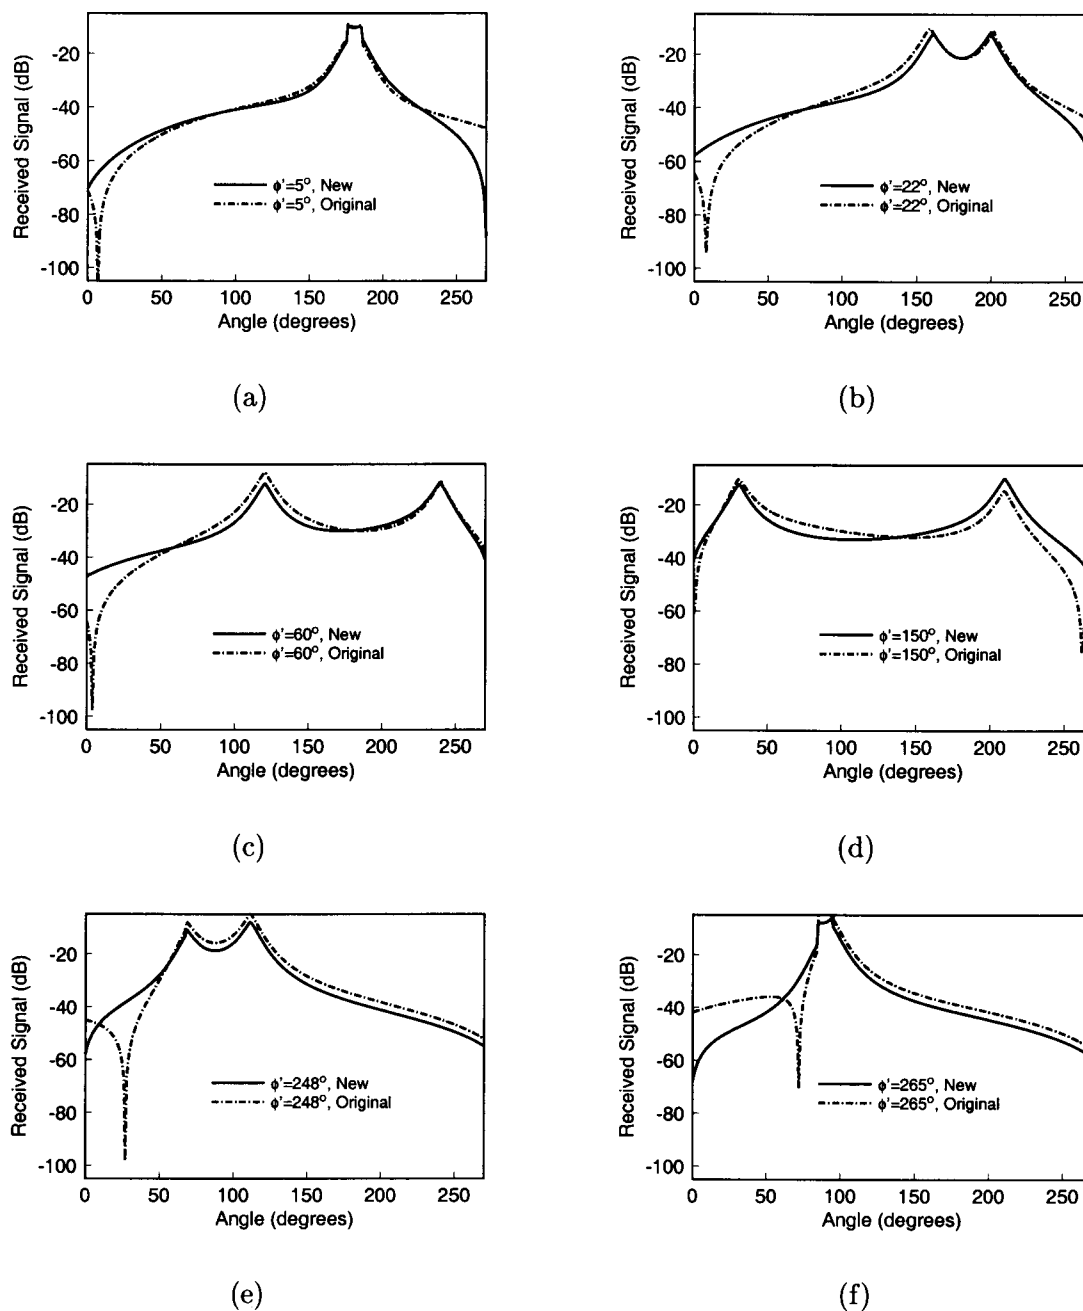 Received Signal (dB)
-20
-40
-60
-80
-100
ϕ'=5°, New
ϕ'=5°, Original
0 50 100 150 200 250
Angle (degrees)
(a)
Received Signal (dB)
-20
-40
-60
-80
-100
ϕ'=22°, New
ϕ'=22°, Original
0 50 100 150 200 250
Angle (degrees)
(b)
Received Signal (dB)
-20
-40
-60
-80
-100
ϕ'=60°, New
ϕ'=60°, Original
0 50 100 150 200 250
Angle (degrees)
(c)
Received Signal (dB)
-20
-40
-60
-80
-100
ϕ'=150°, New
ϕ'=150°, Original
0 50 100 150 200 250
Angle (degrees)
(d)
Received Signal (dB)
-20
-40
-60
-80
-100
ϕ'=248°, New
ϕ'=248°, Original
0 50 100 150 200 250
Angle (degrees)
(e)
Received Signal (dB)
-20
-40
-60
-80
-100
ϕ'=265°, New
ϕ'=265°, Original
0 50 100 150 200 250
Angle (degrees)
(f)